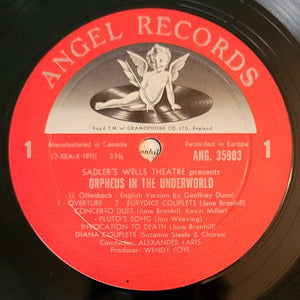 ANGEL RECORDS
Reg'd T.M. of GRAMOPHONE CO. LTD., England
Manufactured in Canada
Recorded in Europe
(2-XEA-X-1911)
33⅓
ANG. 35903
1
1
SADLER'S WELLS THEATRE presents
ORPHEUS IN THE UNDERWORLD
(J. Offenbach - English Version by Geoffrey Dunn)
1 - OVERTURE 2 - EURYDICE COUPLETS (June Bronhill)
CONCERTO DUET (June Bronhill, Kevin Miller)
PLUTO'S SONG (Jon Weaving)
INVOCATION TO DEATH (June Bronhill)
DIANA COUPLETS (Suzanne Steele & Chorus)
Conductor: ALEXANDER FARIS
Producer: WENDY TOYE